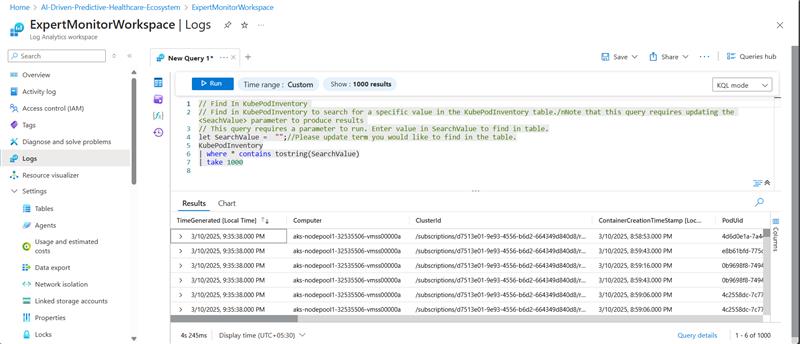 Home > AI-Driven-Predictive-Healthcare-Ecosystem > ExpertMonitorWorkspace
ExpertMonitorWorkspace | Logs
Log Analytics workspace
Search
Overview
Activity log
Access control (IAM)
Tags
Diagnose and solve problems
Logs
Resource visualizer
Settings
Tables
Agents
Usage and estimated costs
Data export
Network isolation
Linked storage accounts
Properties
Locks
New Query 1*
Save
Share
Queries hub
Run
Time range : Custom
Show : 1000 results
KQL mode
1 // Find In KubePodInventory
2 // Find in KubePodInventory to search for a specific value in the KubePodInventory table./nNote that this query requires updating the
<SeachValue> parameter to produce results
3 // This query requires a parameter to run. Enter value in SearchValue to find in table.
4 let SearchValue = "";//Please update term you would like to find in the table.
5 KubePodInventory
6 | where * contains tostring(SearchValue)
7 | take 1000
8
Results Chart
TimeGenerated [Local Time] Computer ClusterId ContainerCreationTimeStamp [Loc... PodUid
3/10/2025, 9:35:38.000 PM aks-nodepool1-32535506-vmss00000a /subscriptions/d7513e01-9e93-4556-b6d2-664349d840d8/r... 3/10/2025, 8:58:53.000 PM 4d6d0e1a-7a4
3/10/2025, 9:35:38.000 PM aks-nodepool1-32535506-vmss00000a /subscriptions/d7513e01-9e93-4556-b6d2-664349d840d8/r... 3/10/2025, 8:59:43.000 PM e8b61bfd-775c
3/10/2025, 9:35:38.000 PM aks-nodepool1-32535506-vmss00000a /subscriptions/d7513e01-9e93-4556-b6d2-664349d840d8/r... 3/10/2025, 8:59:16.000 PM 0b9698f8-7494
3/10/2025, 9:35:38.000 PM aks-nodepool1-32535506-vmss00000a /subscriptions/d7513e01-9e93-4556-b6d2-664349d840d8/r... 3/10/2025, 8:59:43.000 PM 0b9698f8-7494
3/10/2025, 9:35:38.000 PM aks-nodepool1-32535506-vmss00000a /subscriptions/d7513e01-9e93-4556-b6d2-664349d840d8/r... 3/10/2025, 8:59:06.000 PM 4c2558dc-7c77
3/10/2025, 9:35:38.000 PM aks-nodepool1-32535506-vmss00000a /subscriptions/d7513e01-9e93-4556-b6d2-664349d840d8/r... 3/10/2025, 8:59:06.000 PM 4c2558dc-7c77
Columns
4s 245ms Display time (UTC+05:30) Query details 1 - 6 of 1000